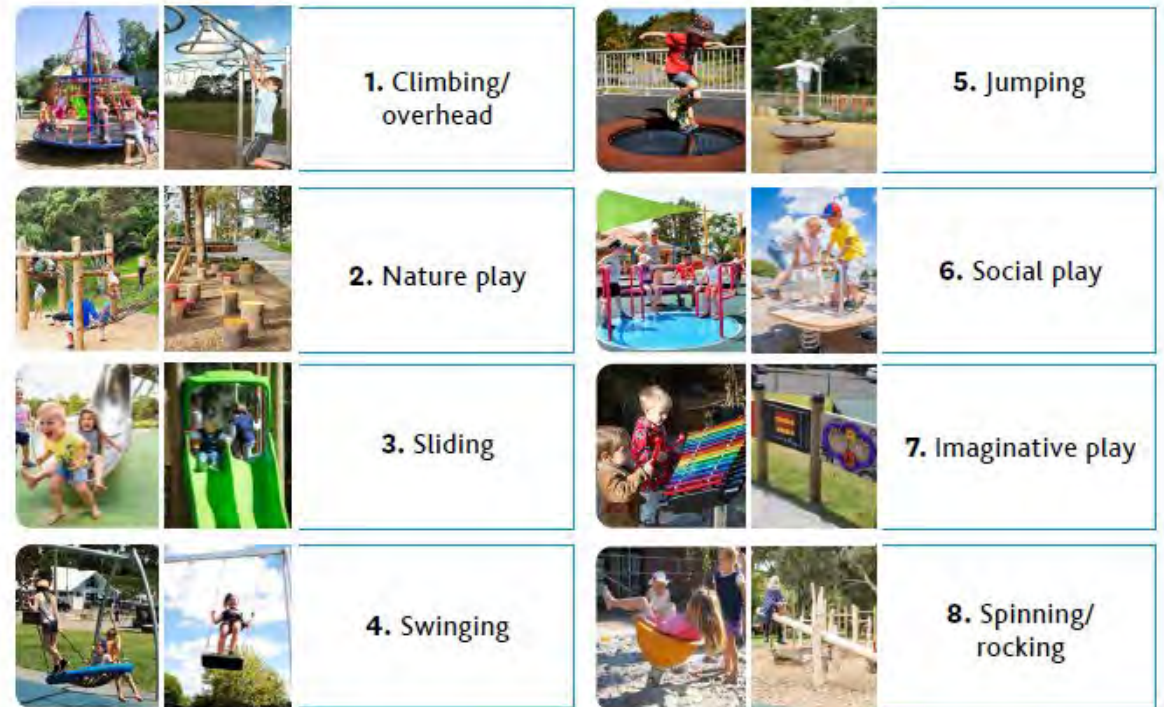 1. Climbing/
overhead
2. Nature play
3. Sliding
4. Swinging
5. Jumping
6. Social play
7. Imaginative play
8. Spinning/
rocking